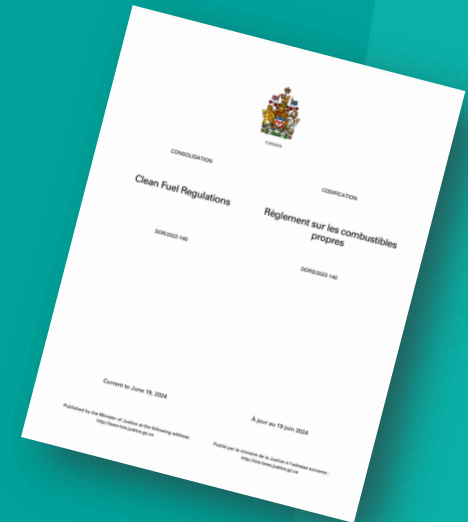 CANADA
CONSOLIDATION
Clean Fuel Regulations
SOR/2022-140
Current to June 19, 2024
Published by the Minister of Justice at the following address:
http://laws-lois.justice.gc.ca
CODIFICATION
Règlement sur les combustibles
propres
DORS/2022-140
À jour au 19 juin 2024
Publié par le ministre de la Justice à l'adresse suivante :
http://lois-laws.justice.gc.ca